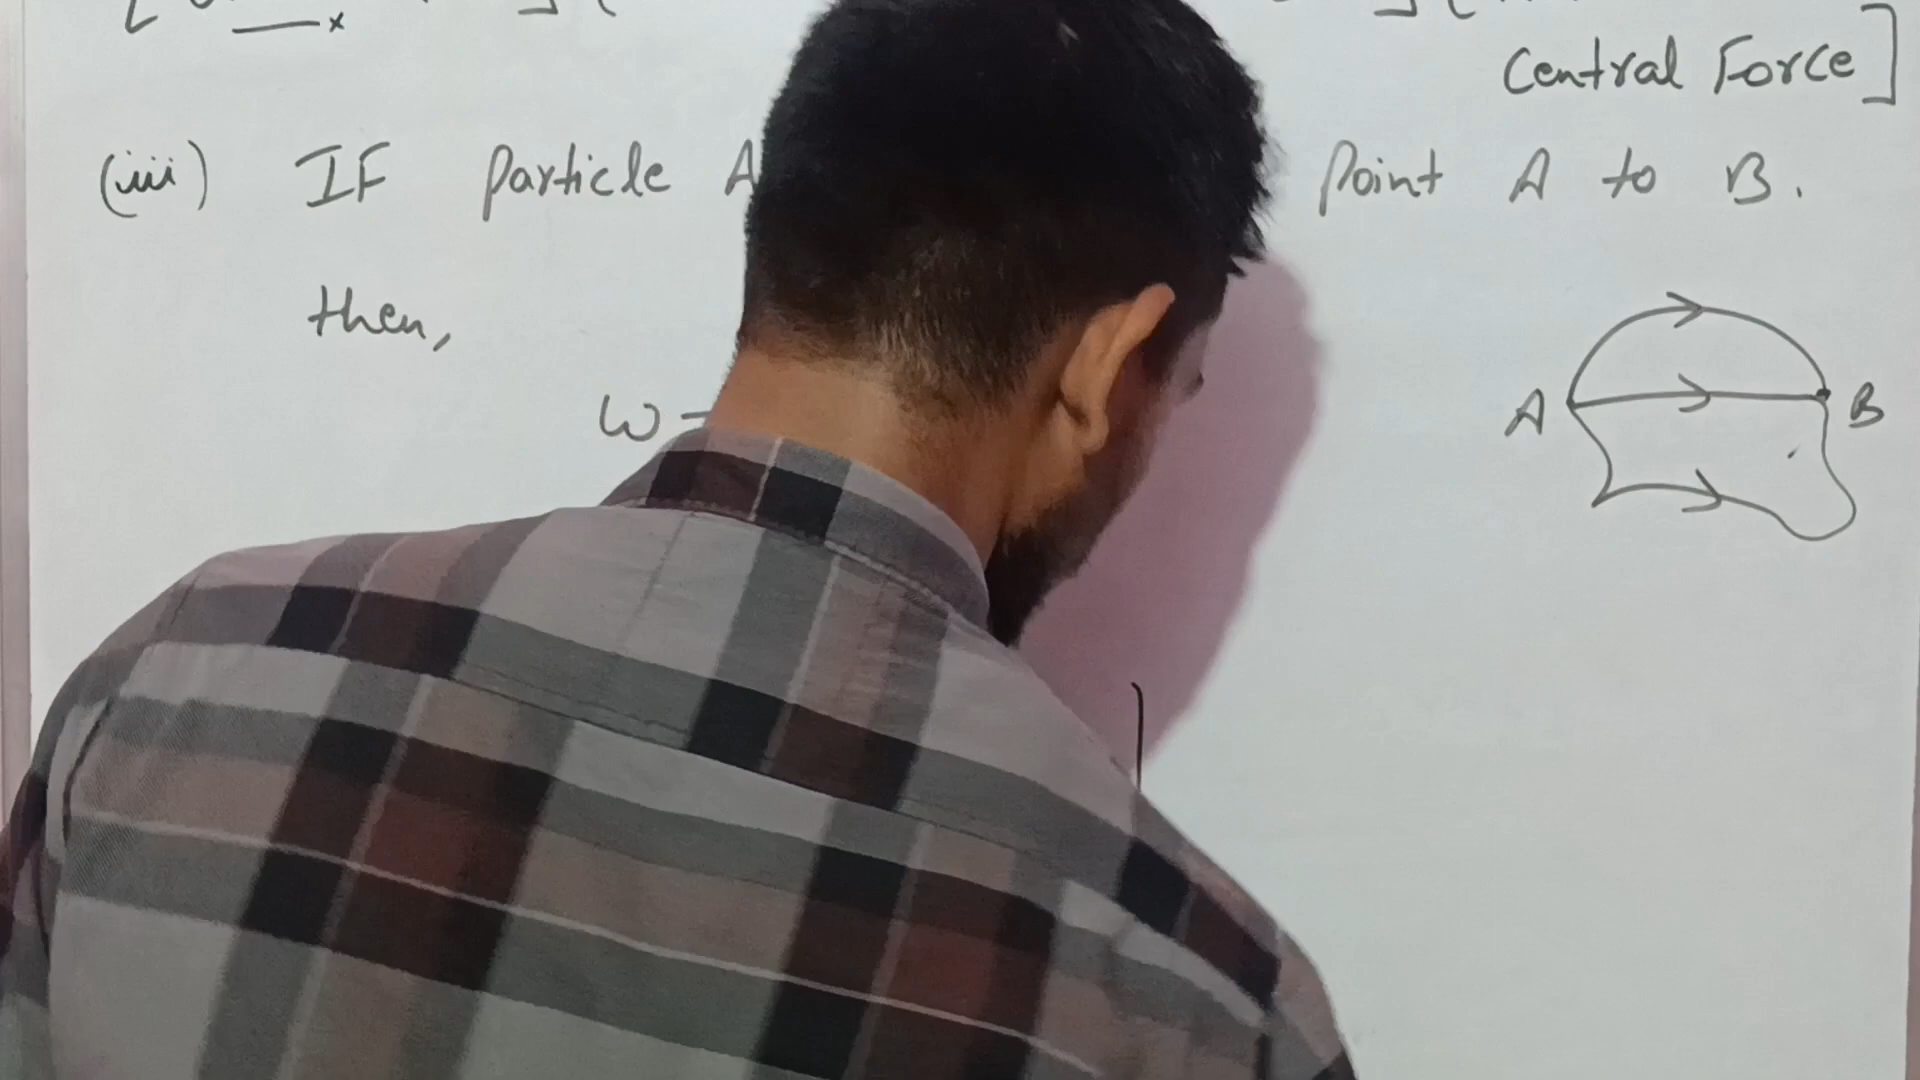 Central Force]
(iii) IF Particle A Point A to B.
then,
W
A B